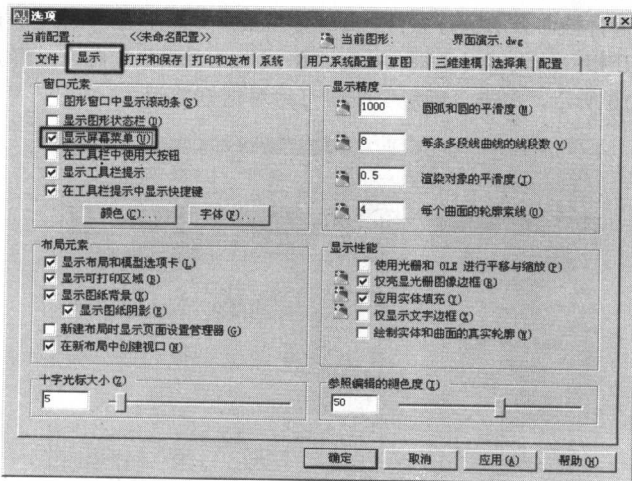 选项
当前配置: <<未命名配置>> 当前图形: 界面演示.dwg
文件 显示 打开和保存 打印和发布 系统 用户系统配置 草图 三维建模 选择集 配置
窗口元素
图形窗口中显示滚动条(S)
显示图形状态栏(D)
显示屏幕菜单(U)
在工具栏中使用大按钮
显示工具栏提示
在工具栏提示中显示快捷键
颜色(C)... 字体(F)...
布局元素
显示布局和模型选项卡(L)
显示可打印区域(B)
显示图纸背景(K)
显示图纸阴影(E)
新建布局时显示页面设置管理器(G)
在新布局中创建视口(N)
十字光标大小(Z)
5
显示精度
1000 圆弧和圆的平滑度(M)
8 每条多段线曲线的线段数(V)
0.5 渲染对象的平滑度(J)
4 每个曲面的轮廓素线(O)
显示性能
使用光栅和 OLE 进行平移与缩放(P)
仅亮显光栅图像边框(R)
应用实体填充(Y)
仅显示文字边框(X)
绘制实体和曲面的真实轮廓(W)
参照编辑的褪色度(I)
50
确定 取消 应用(A) 帮助(H)